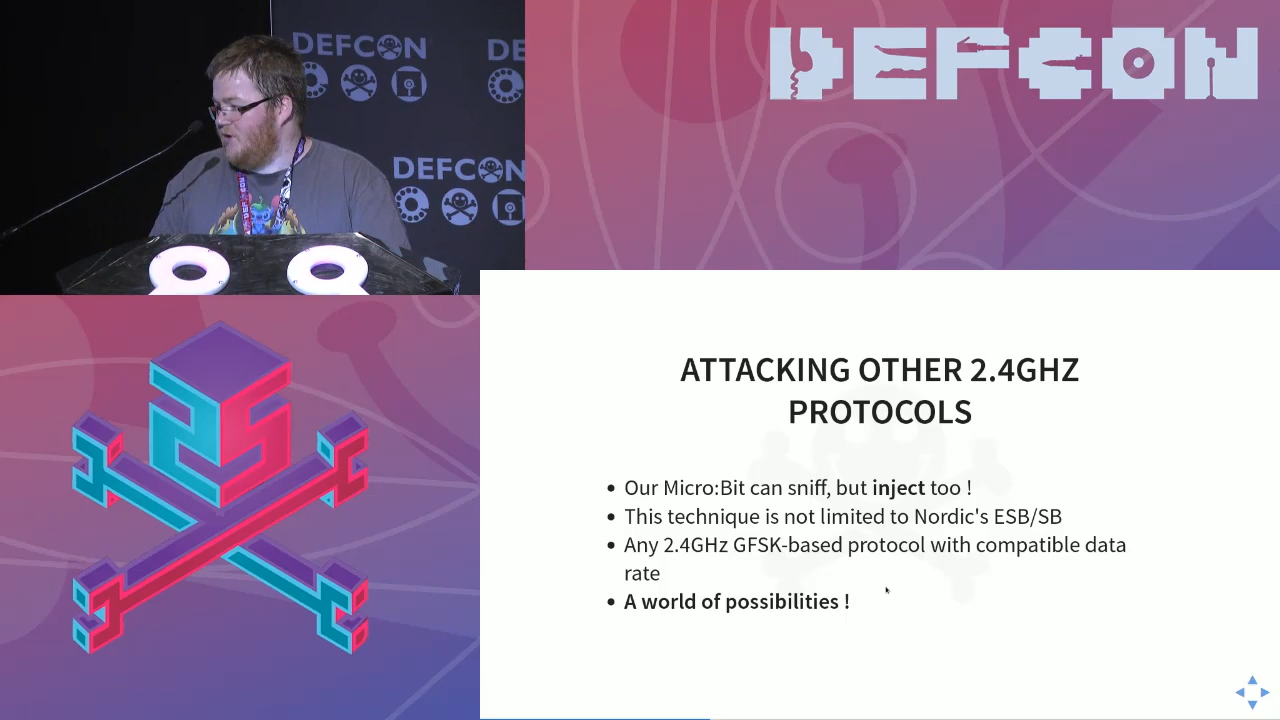 DEFCON
DE
DEFCON
DEFCON
ATTACKING OTHER 2.4GHZ
PROTOCOLS
• Our Micro:Bit can sniff, but inject too !
• This technique is not limited to Nordic's ESB/SB
• Any 2.4GHz GFSK-based protocol with compatible data
rate
• A world of possibilities !